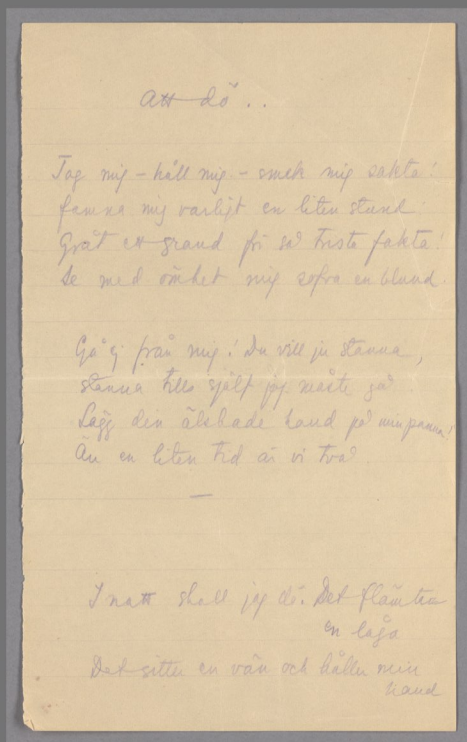 Att dö..
Tag mig – håll mig – smek mig sakta!
famna mig varligt en liten stund
Gråt ett grand för så trista fakta!
Se med ömhet mig sofva en blund.
Gå ej från mig! Du vill ju stanna,
stanna tills själf jag måste gå
Lägg din älskade hand på min panna!
Än en liten tid är vi två.
—
I natt skall jag dö. Det flämtar
en låga
Det sitter en vän och håller min
hand